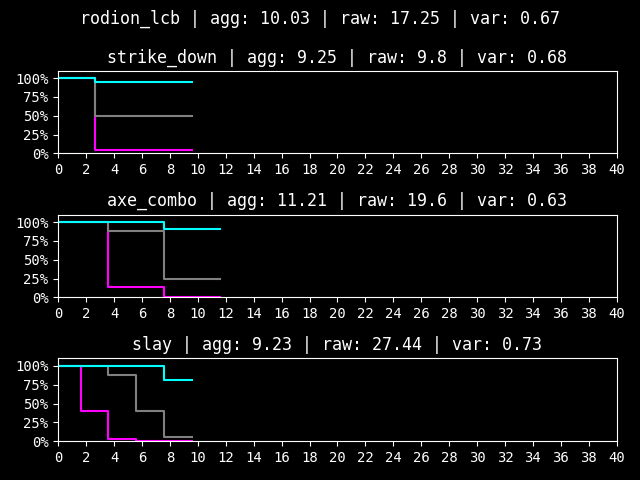 rodion_lcb | agg: 10.03 | raw: 17.25 | var: 0.67
strike_down | agg: 9.25 | raw: 9.8 | var: 0.68
100%
75%
50%
25%
0%
0 2 4 6 8 10 12 14 16 18 20 22 24 26 28 30 32 34 36 38 40
axe_combo | agg: 11.21 | raw: 19.6 | var: 0.63
100%
75%
50%
25%
0%
0 2 4 6 8 10 12 14 16 18 20 22 24 26 28 30 32 34 36 38 40
slay | agg: 9.23 | raw: 27.44 | var: 0.73
100%
75%
50%
25%
0%
0 2 4 6 8 10 12 14 16 18 20 22 24 26 28 30 32 34 36 38 40